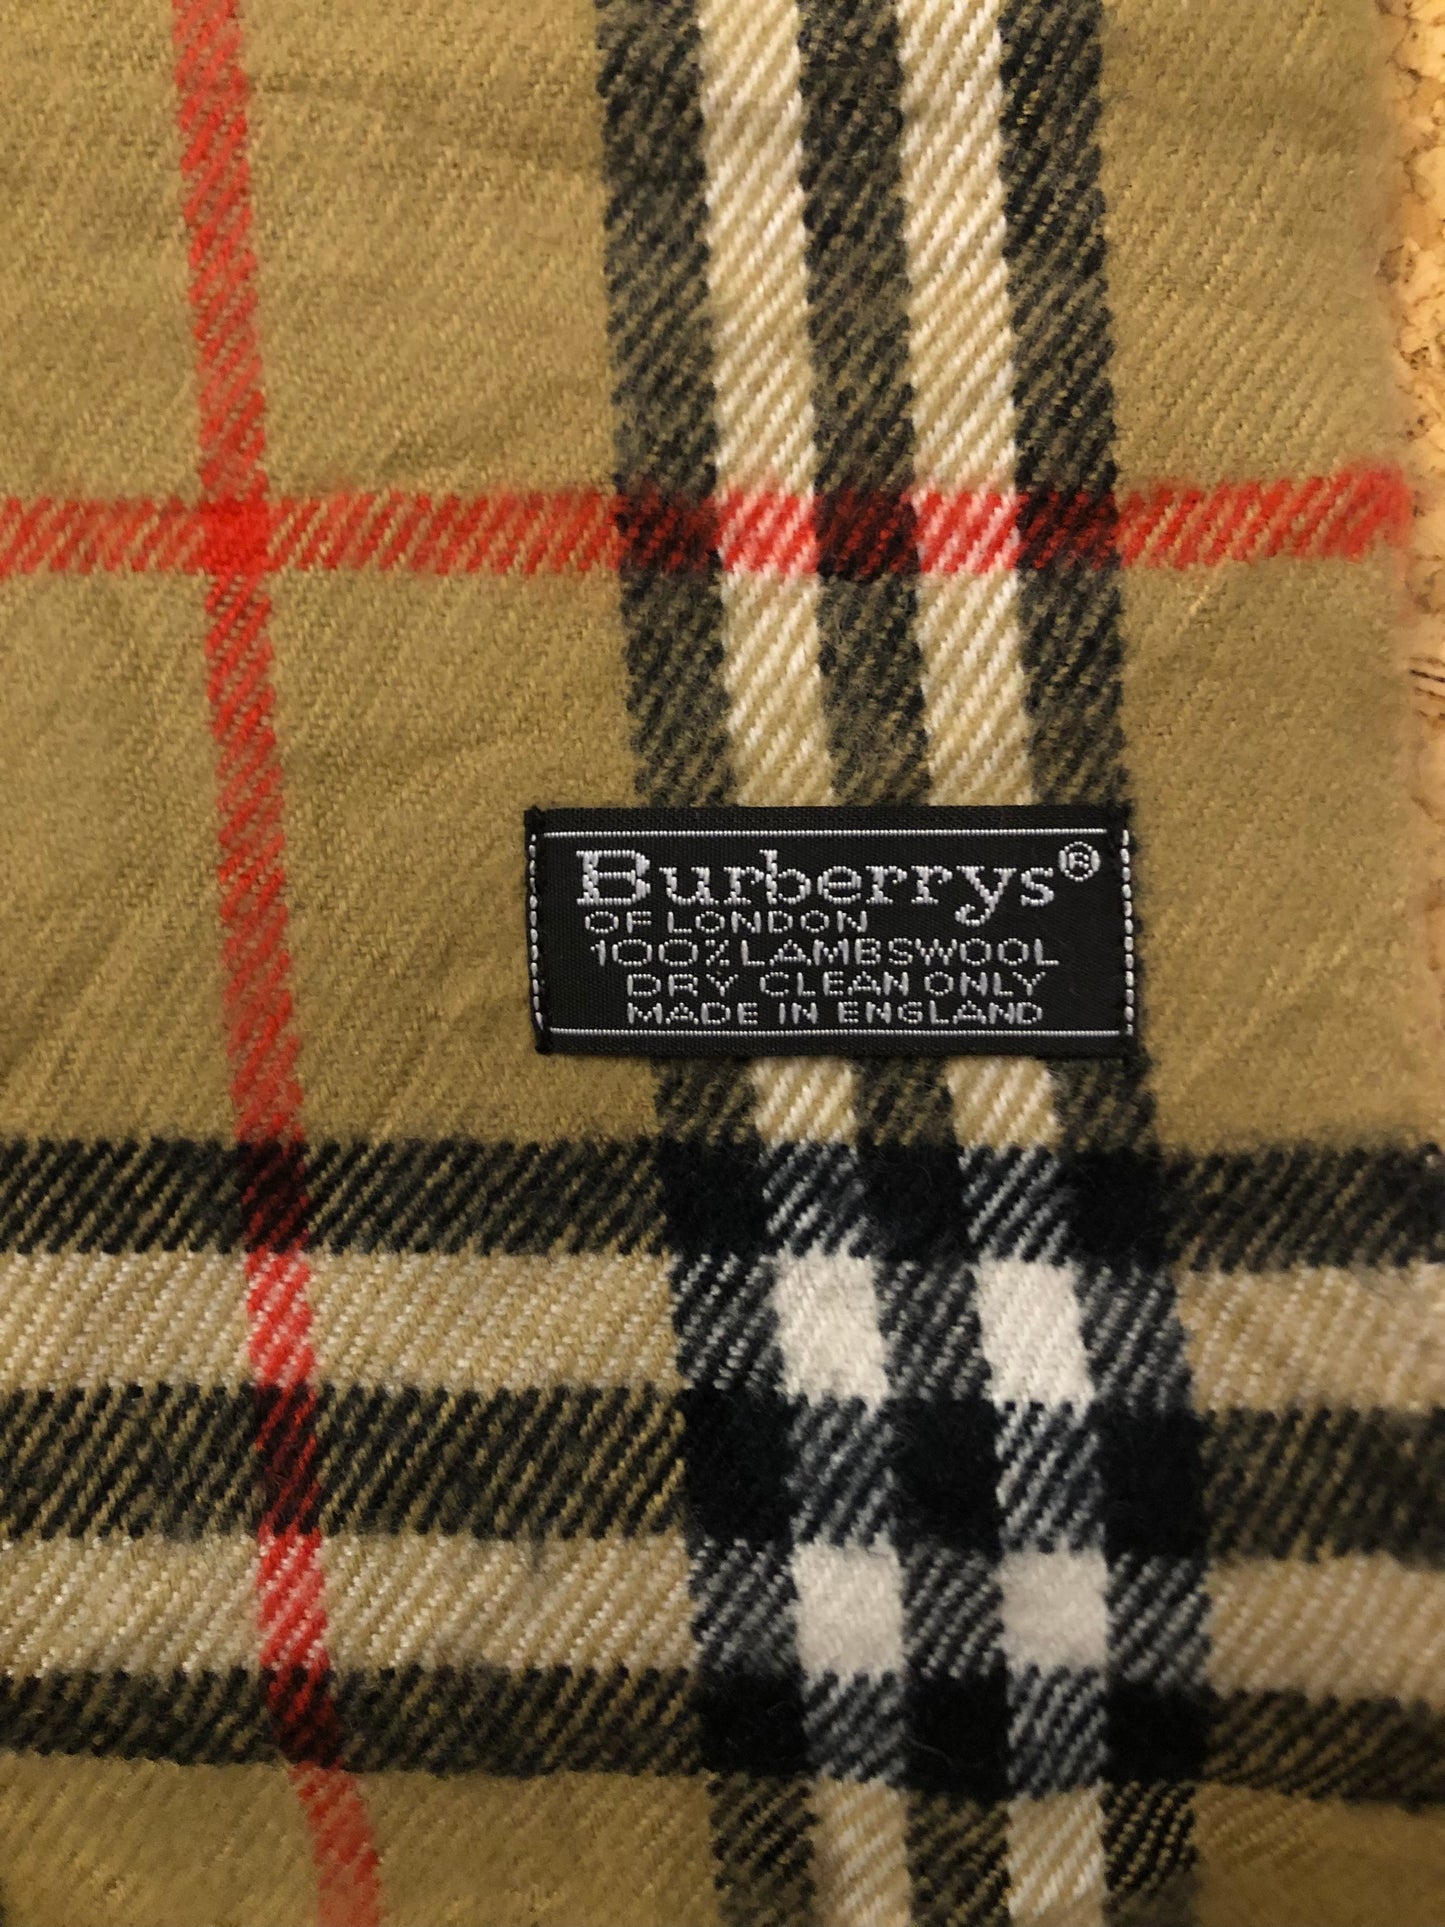 Burberrys®
OF LONDON
100% LAMBSWOOL
DRY CLEAN ONLY
MADE IN ENGLAND